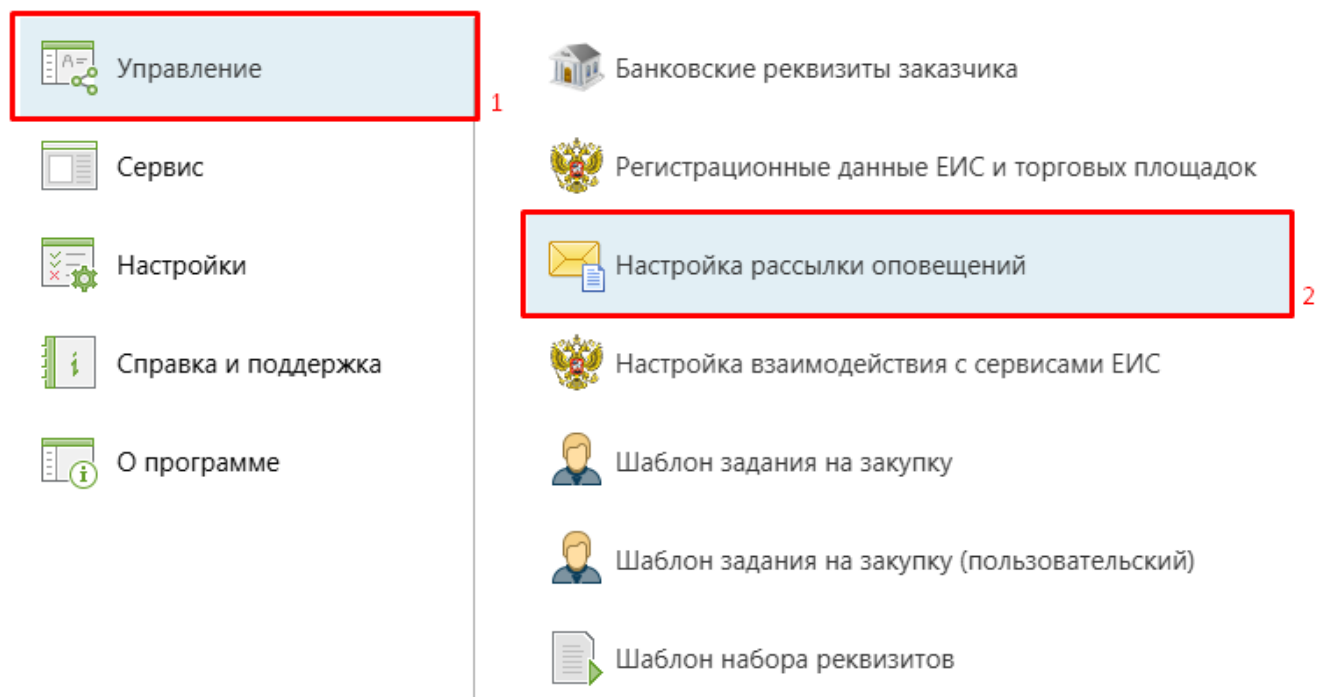 Управление
1
Сервис
Настройки
Справка и поддержка
О программе
Банковские реквизиты заказчика
Регистрационные данные ЕИС и торговых площадок
Настройка рассылки оповещений
2
Настройка взаимодействия с сервисами ЕИС
Шаблон задания на закупку
Шаблон задания на закупку (пользовательский)
Шаблон набора реквизитов